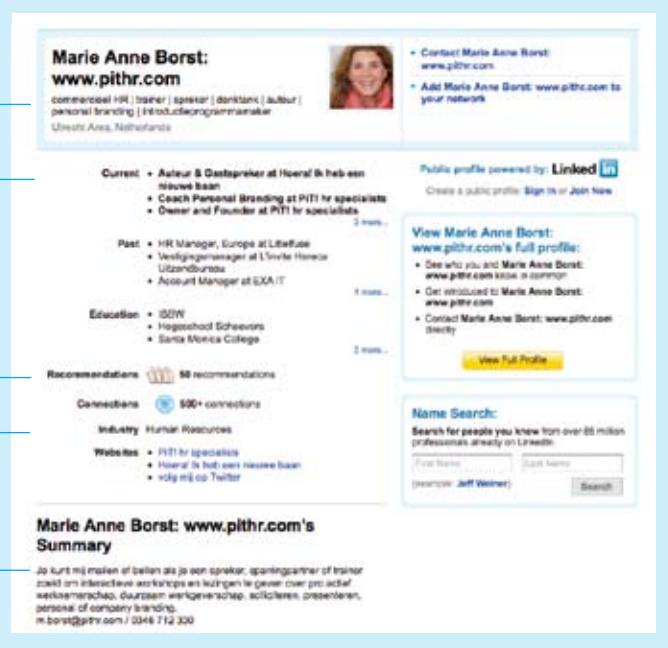 Marie Anne Borst:
www.pithr.com
commercieel HR | trainer | spreker | denktank | auteur |
personal branding | introductieprogrammamaker
Utrecht Area, Netherlands
• Contact Marie Anne Borst:
www.pithr.com
• Add Marie Anne Borst: www.pithr.com to
your network
Current • Auteur & Gastspreker at Hoera! Ik heb een
nieuwe baan
• Coach Personal Branding at PiT! hr specialists
• Owner and Founder at PiT! hr specialists
2 more...
Past • HR Manager, Europe at Littelfuse
• Vestigingsmanager at L'invite Horeca
Uitzendbureau
• Account Manager at EXA IT
1 more...
Education • ISBW
• Hogeschool Schoevers
• Santa Monica College
2 more...
Recommendations 50 recommendations
Connections 500+ connections
Industry Human Resources
Websites • PiT! hr specialists
• Hoera! Ik heb een nieuwe baan
• volg mij op Twitter
Public profile powered by: Linked in
Create a public profile: Sign In or Join Now
View Marie Anne Borst:
www.pithr.com's full profile:
• See who you and Marie Anne Borst:
www.pithr.com know in common
• Get introduced to Marie Anne Borst:
www.pithr.com
• Contact Marie Anne Borst: www.pithr.com
directly
View Full Profile
Name Search:
Search for people you know from over 85 million
professionals already on LinkedIn.
First Name Last Name
(example: Jeff Weiner) Search
Marie Anne Borst: www.pithr.com's
Summary
Je kunt mij mailen of bellen als je een spreker, sparringpartner of trainer
zoekt om interactieve workshops en lezingen te geven over pro actief
werknemerschap, duurzaam werkgeverschap, solliciteren, presenteren,
personal of company branding.
m.borst@pithr.com / 0346 712 330